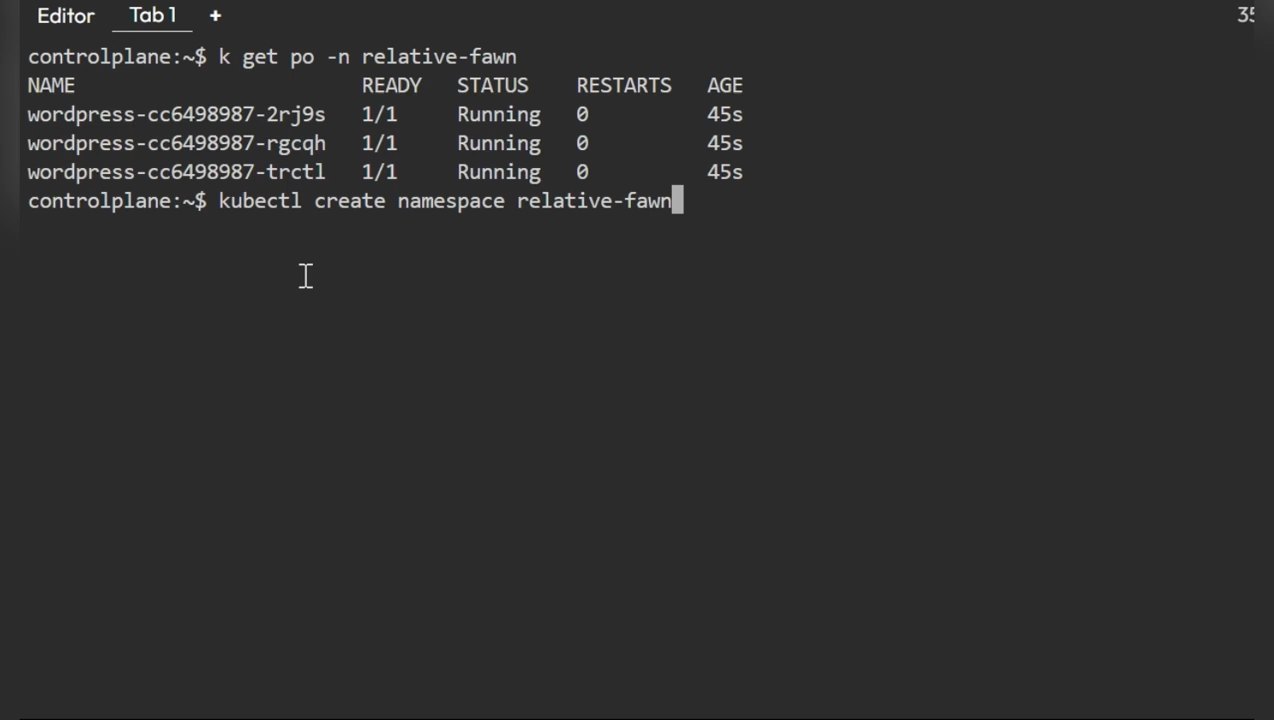 Editor Tab 1 + 35
controlplane:~$ k get po -n relative-fawn
NAME READY STATUS RESTARTS AGE
wordpress-cc6498987-2rj9s 1/1 Running 0 45s
wordpress-cc6498987-rgcqh 1/1 Running 0 45s
wordpress-cc6498987-trctl 1/1 Running 0 45s
controlplane:~$ kubectl create namespace relative-fawn